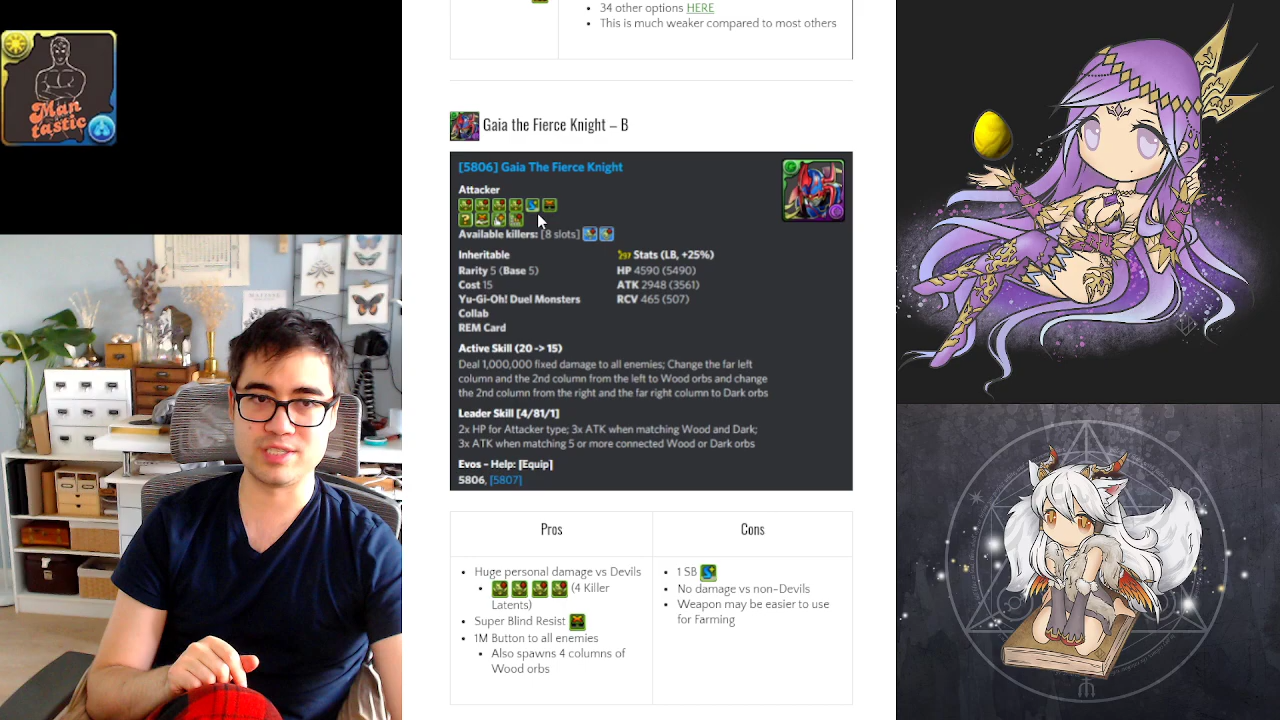 Man
tastic
34 other options HERE
This is much weaker compared to most others
Gaia the Fierce Knight – B
[5806] Gaia The Fierce Knight
Attacker
Available killers: [8 slots]
Inheritable
Rarity 5 (Base 5)
Cost 15
Yu-Gi-Oh! Duel Monsters
Collab
REM Card
297 Stats (LB, +25%)
HP 4590 (5490)
ATK 2948 (3561)
RCV 465 (507)
Active Skill (20 -> 15)
Deal 1,000,000 fixed damage to all enemies; Change the far left
column and the 2nd column from the left to Wood orbs and change
the 2nd column from the right and the far right column to Dark orbs
Leader Skill [4/81/1]
2x HP for Attacker type; 3x ATK when matching Wood and Dark;
3x ATK when matching 5 or more connected Wood or Dark orbs
Evos – Help: [Equip]
5806, [5807]
Pros
Huge personal damage vs Devils
(4 Killer
Latents)
Super Blind Resist
1M Button to all enemies
Also spawns 4 columns of
Wood orbs
Cons
1 SB
No damage vs non-Devils
Weapon may be easier to use
for Farming